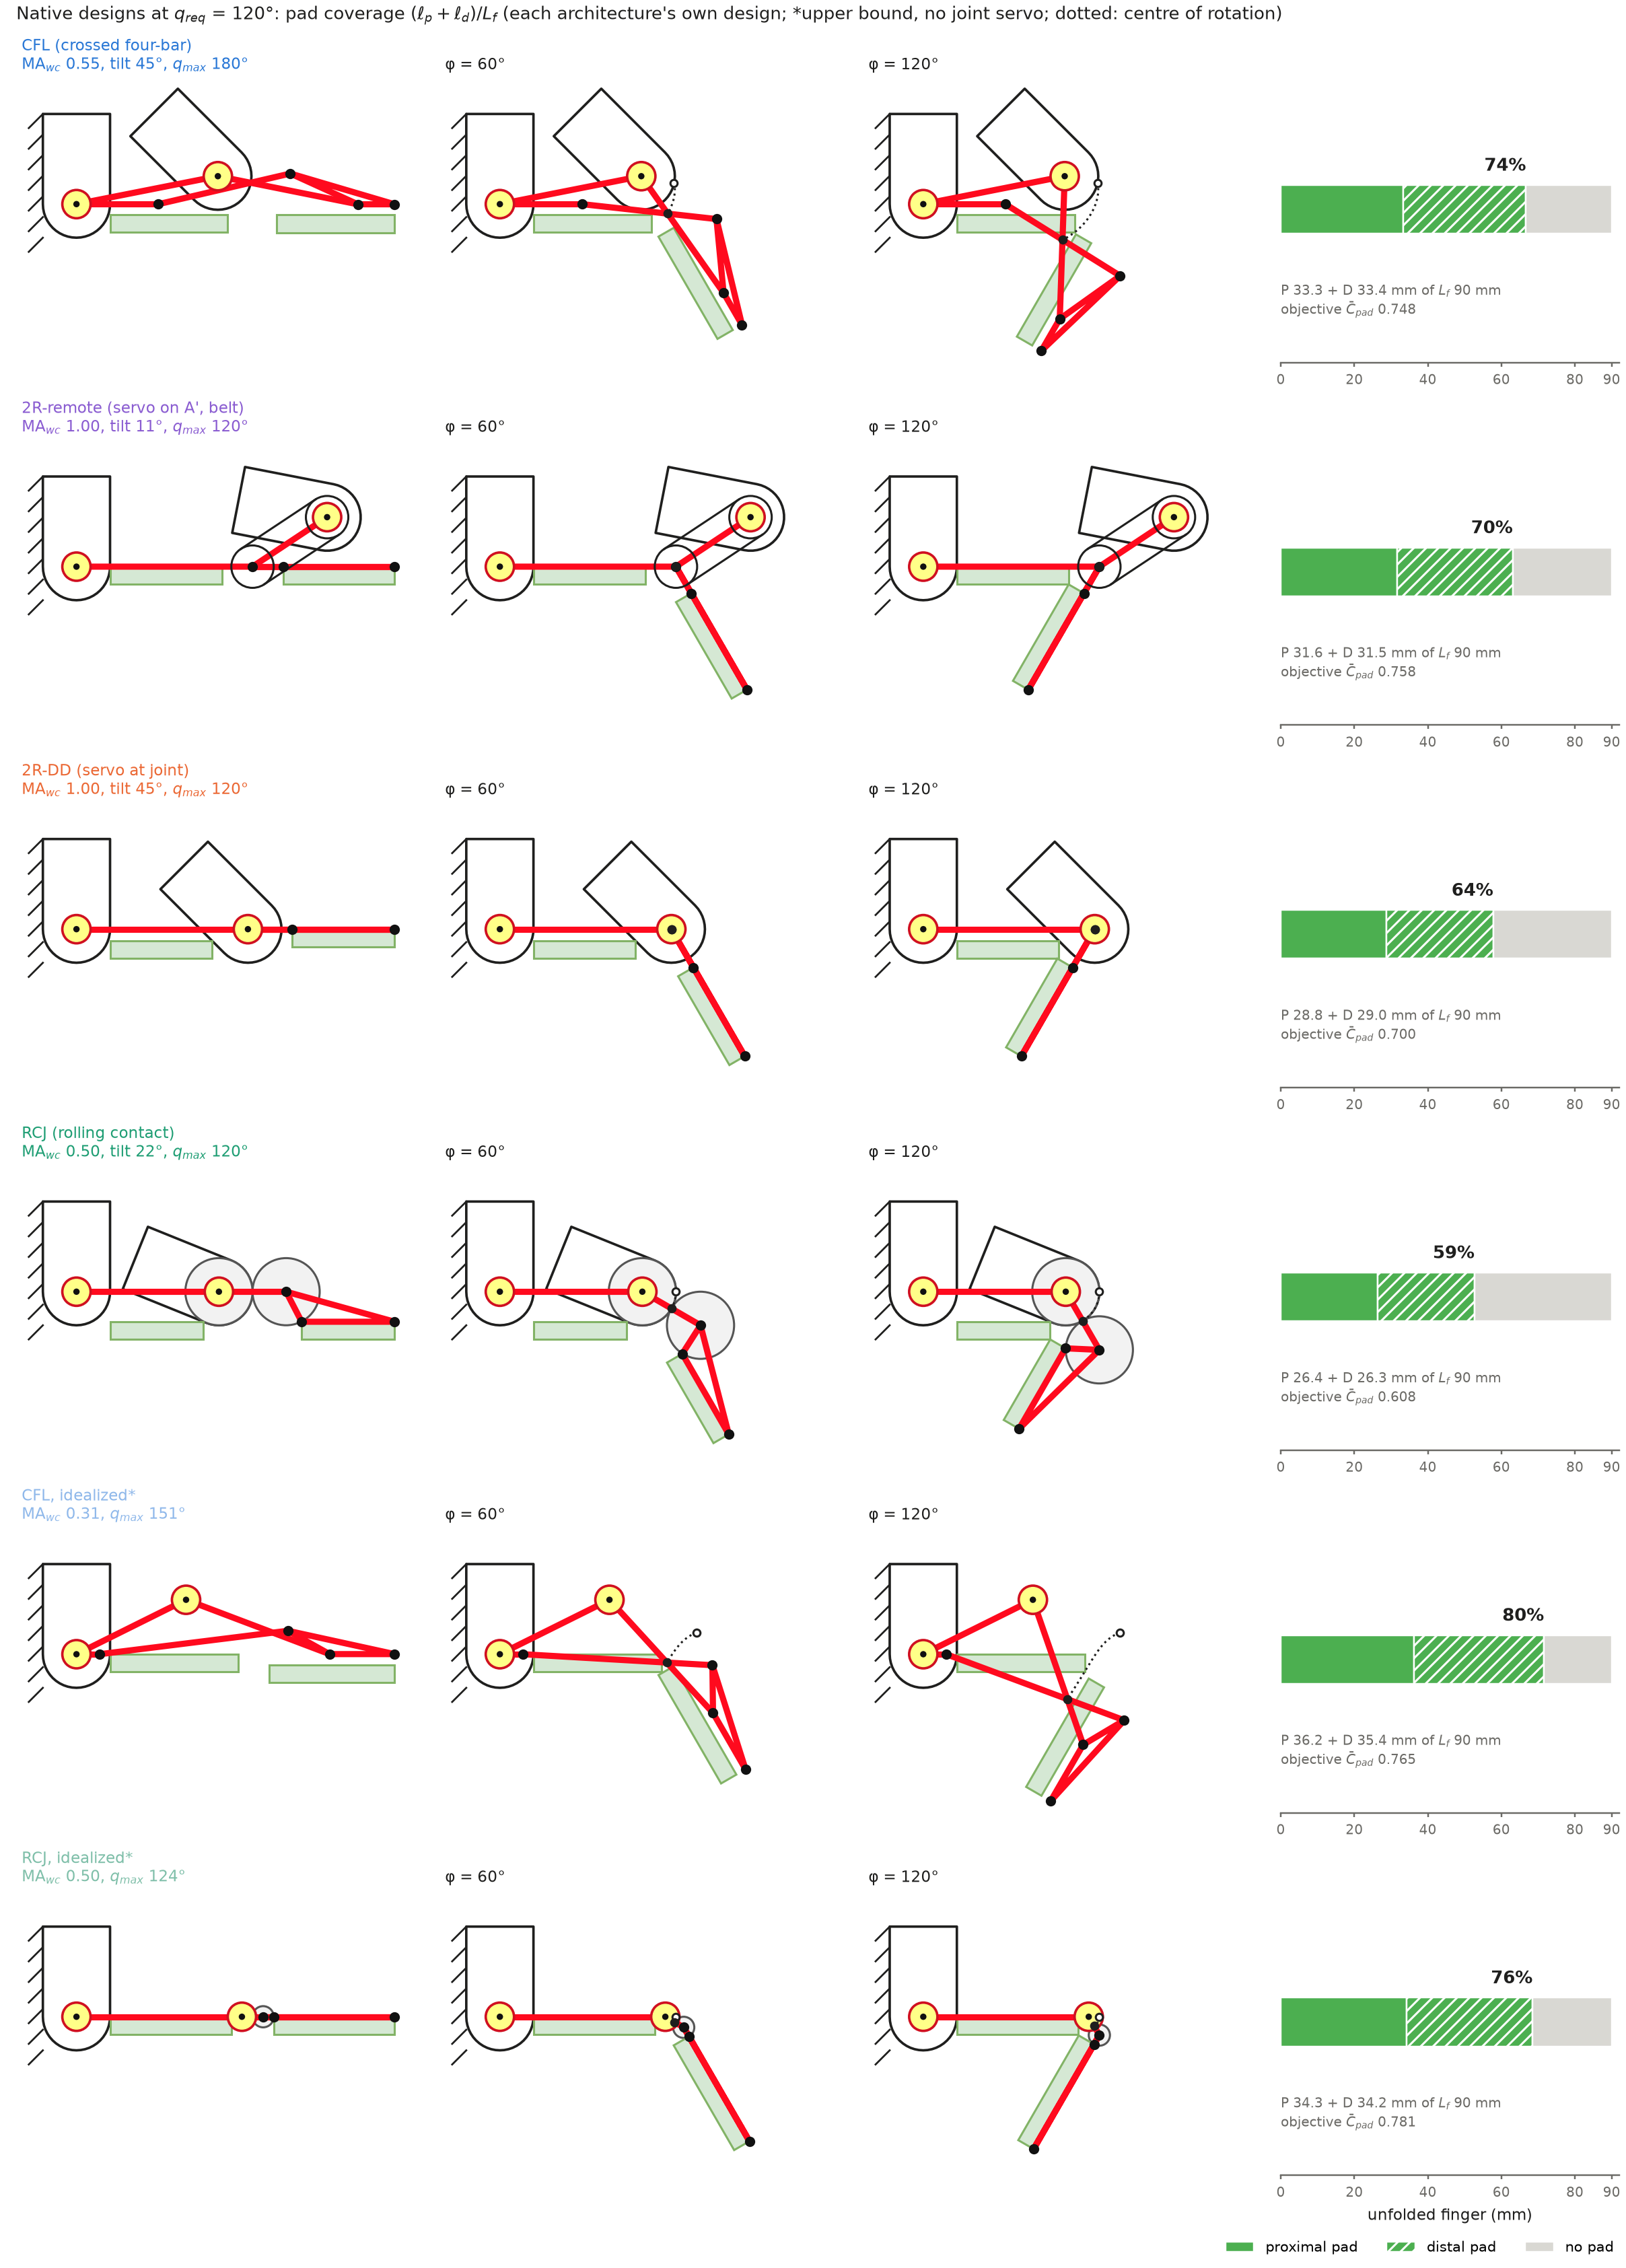 Native designs at q_req = 120°: pad coverage (ℓ_p + ℓ_d)/L_f (each architecture's own design; *upper bound, no joint servo; dotted: centre of rotation)
CFL (crossed four-bar)
MA_wc 0.55, tilt 45°, q_max 180°
φ = 60°
φ = 120°
74%
P 33.3 + D 33.4 mm of L_f 90 mm
objective C̄_pad 0.748
0 20 40 60 80 90
2R-remote (servo on A', belt)
MA_wc 1.00, tilt 11°, q_max 120°
φ = 60°
φ = 120°
70%
P 31.6 + D 31.5 mm of L_f 90 mm
objective C̄_pad 0.758
0 20 40 60 80 90
2R-DD (servo at joint)
MA_wc 1.00, tilt 45°, q_max 120°
φ = 60°
φ = 120°
64%
P 28.8 + D 29.0 mm of L_f 90 mm
objective C̄_pad 0.700
0 20 40 60 80 90
RCJ (rolling contact)
MA_wc 0.50, tilt 22°, q_max 120°
φ = 60°
φ = 120°
59%
P 26.4 + D 26.3 mm of L_f 90 mm
objective C̄_pad 0.608
0 20 40 60 80 90
CFL, idealized*
MA_wc 0.31, q_max 151°
φ = 60°
φ = 120°
80%
P 36.2 + D 35.4 mm of L_f 90 mm
objective C̄_pad 0.765
0 20 40 60 80 90
RCJ, idealized*
MA_wc 0.50, q_max 124°
φ = 60°
φ = 120°
76%
P 34.3 + D 34.2 mm of L_f 90 mm
objective C̄_pad 0.781
0 20 40 60 80 90
unfolded finger (mm)
proximal pad distal pad no pad